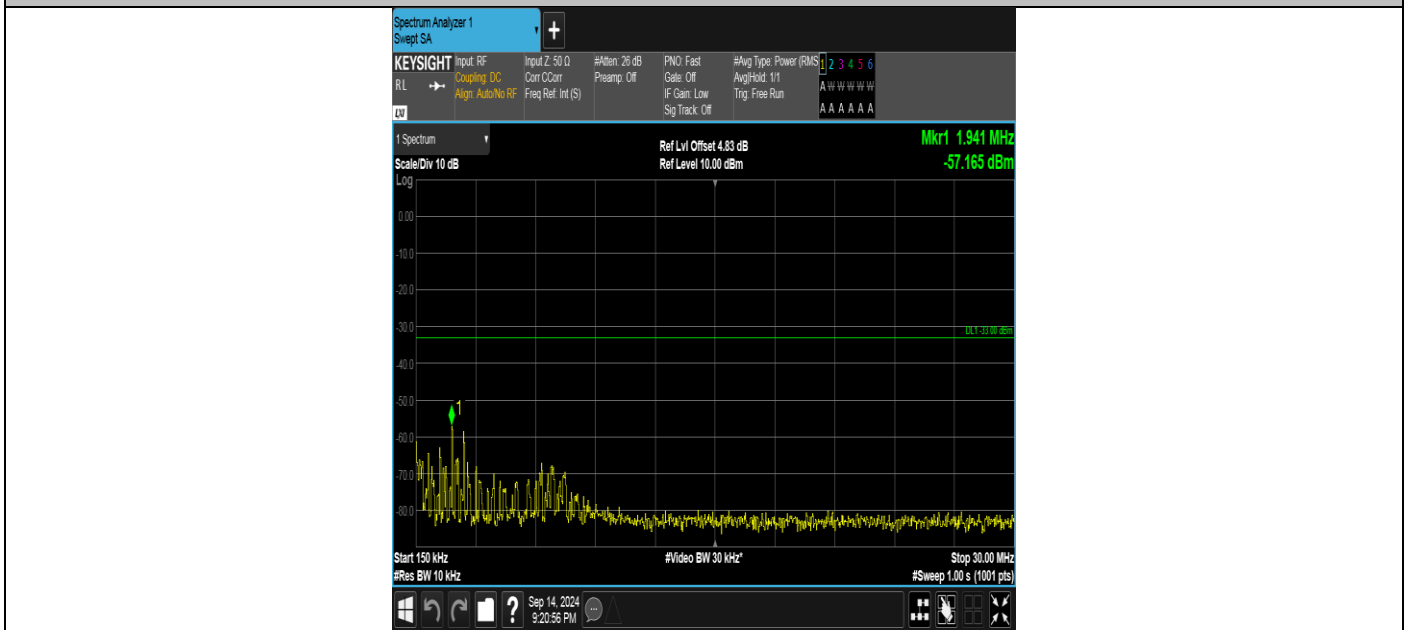 Spectrum Analyzer 1
Swept SA
+
KEYSIGHT
RL
LXI
Input: RF
Coupling: DC
Align: Auto/No RF
Input Z: 50 Ω
Corr CCorr
Freq Ref: Int (S)
#Atten: 26 dB
Preamp: Off
PNO: Fast
Gate: Off
IF Gain: Low
Sig Track: Off
#Avg Type: Power (RMS
Avg|Hold: 1/1
Trig: Free Run
1 2 3 4 5 6
A W W W W W
A A A A A A
1 Spectrum
Scale/Div 10 dB
Ref Lvl Offset 4.83 dB
Ref Level 10.00 dBm
Mkr1 1.941 MHz
-57.165 dBm
Log
0.00
-10.0
-20.0
-30.0
DL1 -33.00 dBm
-40.0
-50.0
1
-60.0
-70.0
-80.0
Start 150 kHz
#Video BW 30 kHz*
Stop 30.00 MHz
#Res BW 10 kHz
#Sweep 1.00 s (1001 pts)
?
Sep 14, 2024
9:20:56 PM